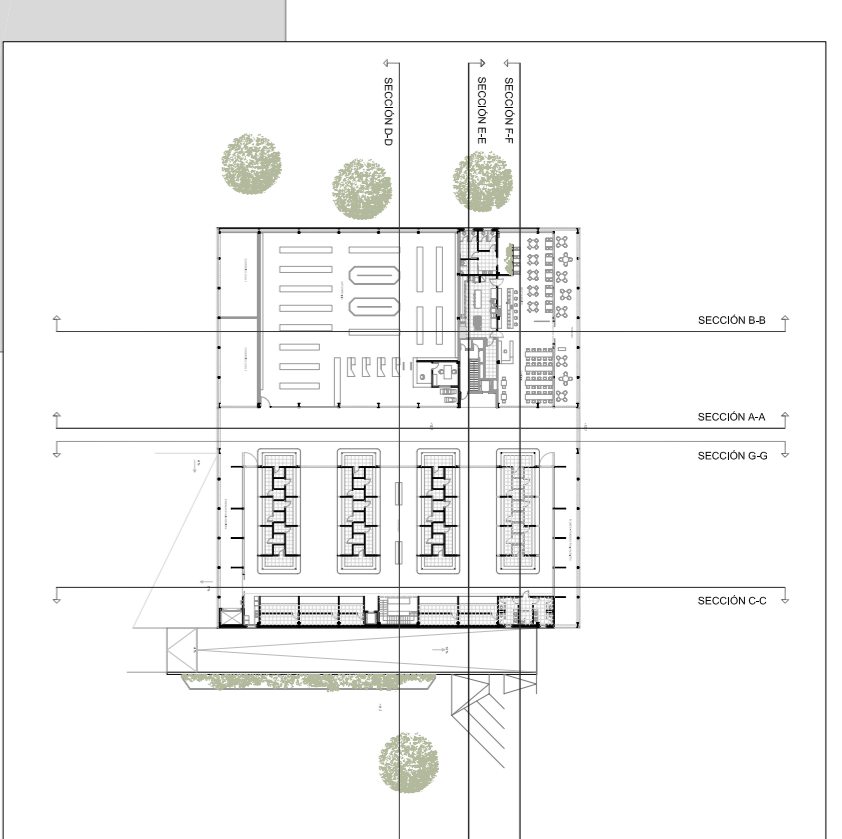 SECCIÓN D-D
SECCIÓN E-E
SECCIÓN F-F
SECCIÓN B-B
SECCIÓN A-A
SECCIÓN G-G
SECCIÓN C-C